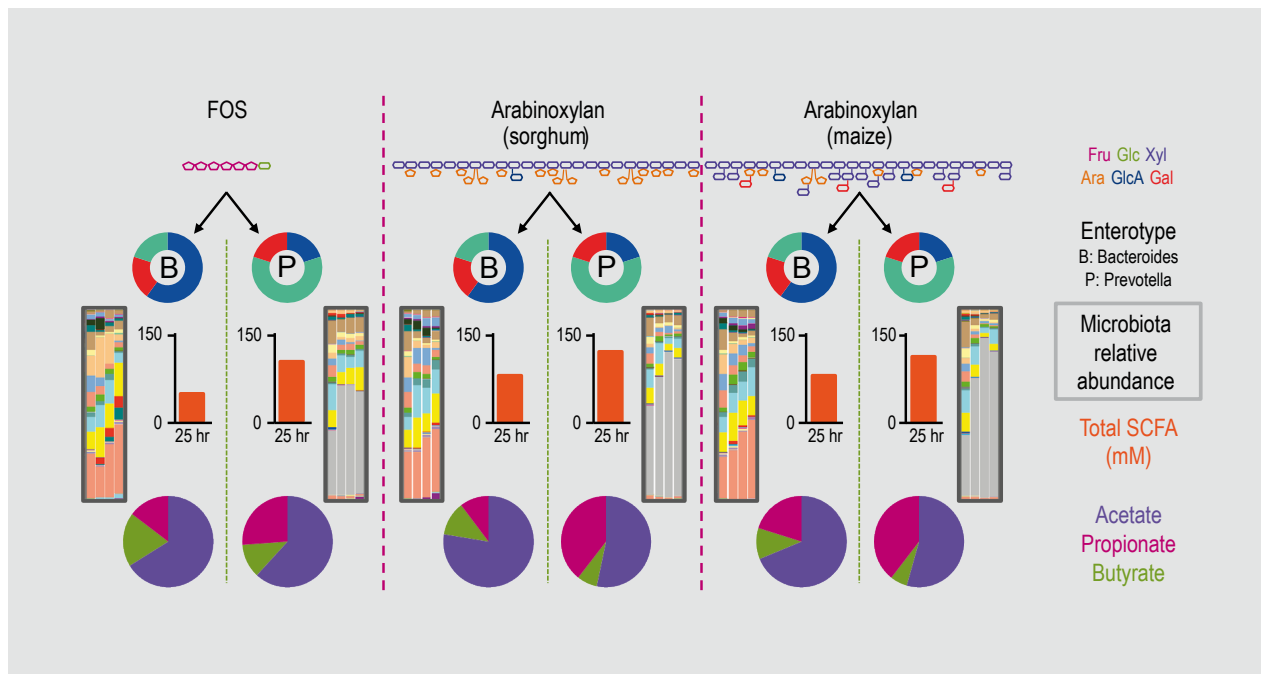 FOS
Arabinoxylan
(sorghum)
Arabinoxylan
(maize)
Fru Glc Xyl
Ara GlcA Gal
B
P
B
P
B
P
Enterotype
B: Bacteroides
P: Prevotella
150
0
25 hr
150
0
25 hr
150
0
25 hr
150
0
25 hr
150
0
25 hr
150
0
25 hr
Microbiota
relative
abundance
Total SCFA
(mM)
Acetate
Propionate
Butyrate